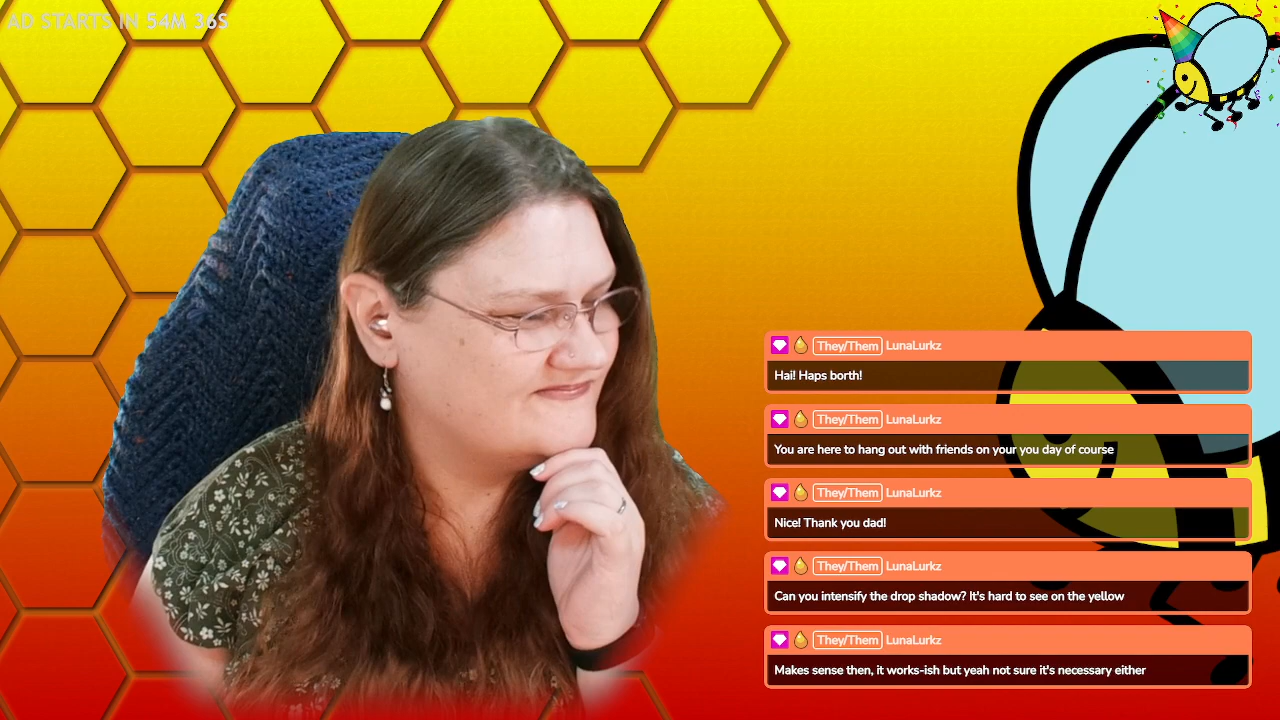 AD STARTS IN 54M 36S
They/Them LunaLurkz
Hai! Haps borth!
They/Them LunaLurkz
You are here to hang out with friends on your you day of course
They/Them LunaLurkz
Nice! Thank you dad!
They/Them LunaLurkz
Can you intensify the drop shadow? It's hard to see on the yellow
They/Them LunaLurkz
Makes sense then, it works-ish but yeah not sure it's necessary either